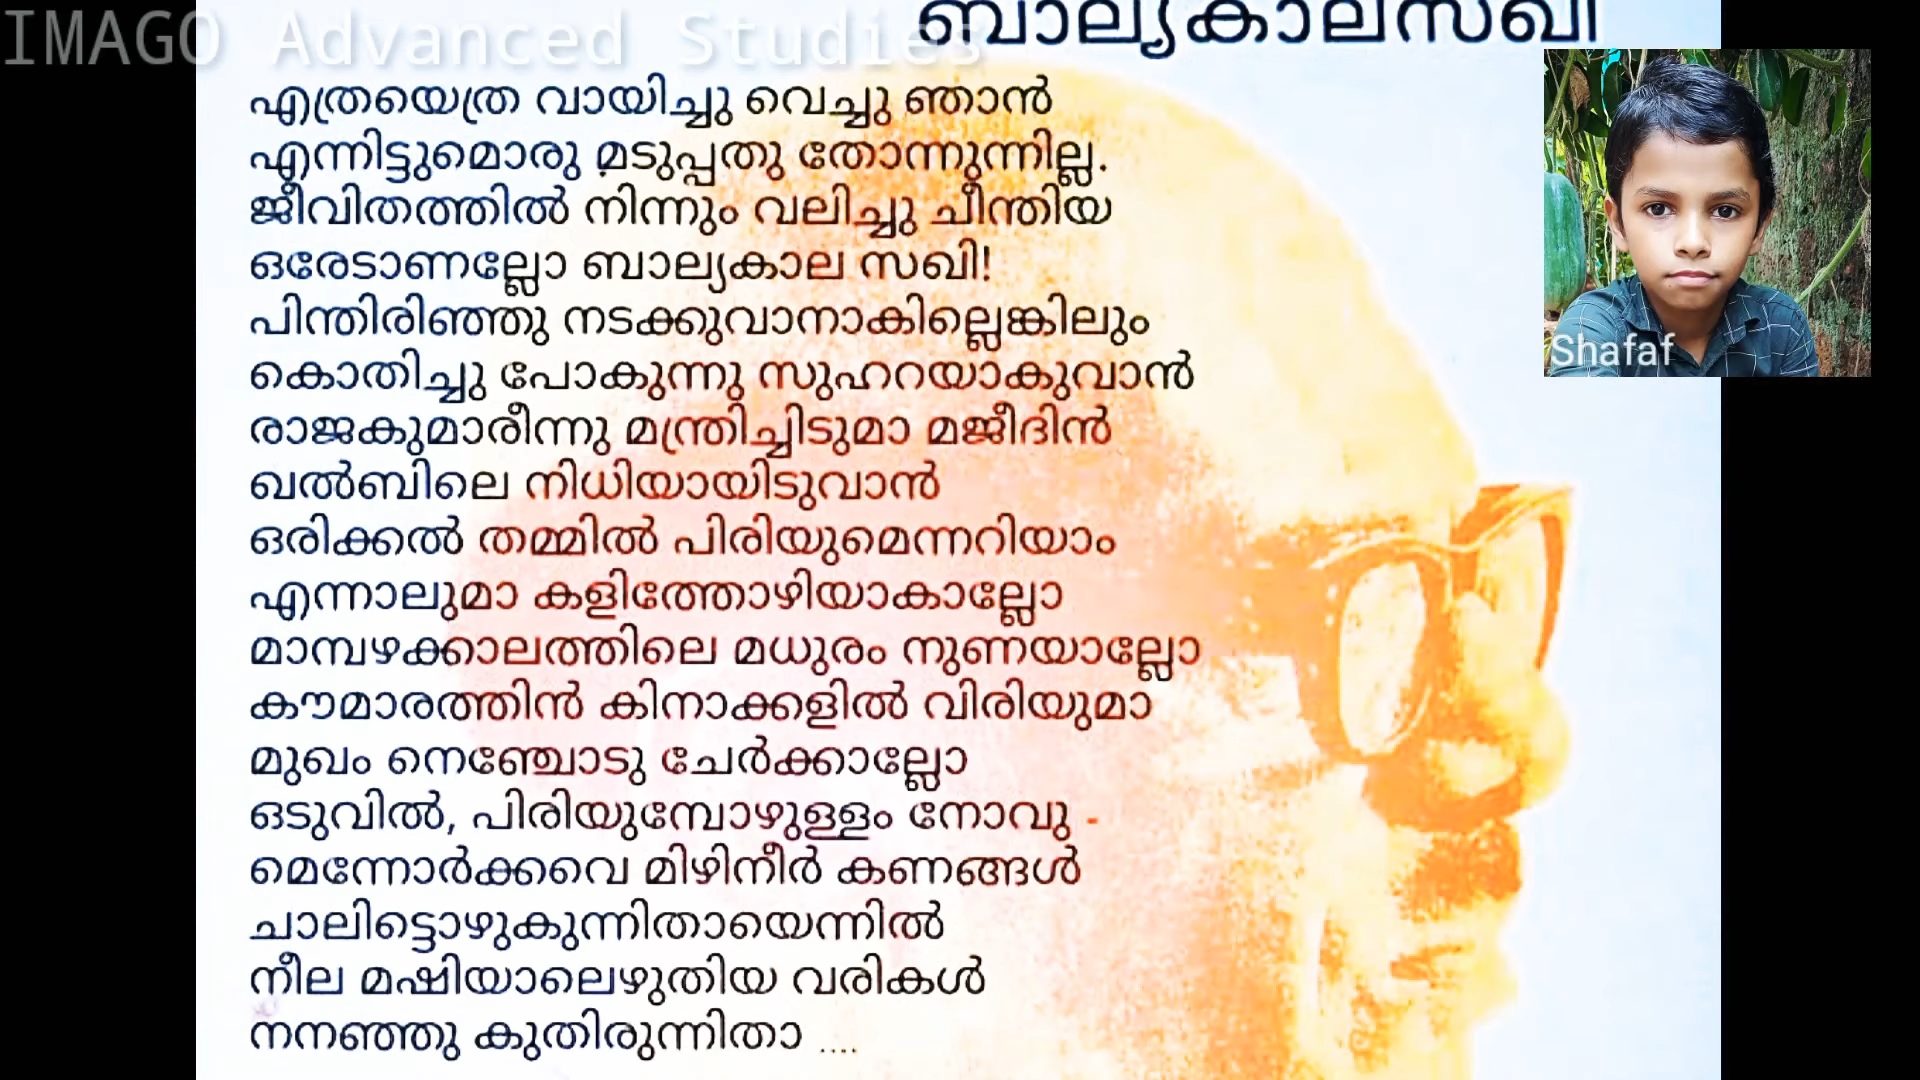 IMAGO Advanced Studies
ബാല്യകാലസഖി
എത്രയെത്ര വായിച്ചു വെച്ചു ഞാൻ
എന്നിട്ടുമൊരു മടുപ്പതു തോന്നുന്നില്ല.
ജീവിതത്തിൽ നിന്നും വലിച്ചു ചീന്തിയ
ഒരേടാണല്ലോ ബാല്യകാല സഖി!
പിന്തിരിഞ്ഞു നടക്കുവാനാകില്ലെങ്കിലും
കൊതിച്ചു പോകുന്നു സുഹറയാകുവാൻ
രാജകുമാരീന്നു മന്ത്രിച്ചിടുമാ മജീദിൻ
ഖൽബിലെ നിധിയായിടുവാൻ
ഒരിക്കൽ തമ്മിൽ പിരിയുമെന്നറിയാം
എന്നാലുമാ കളിത്തോഴിയാകാല്ലോ
മാമ്പഴക്കാലത്തിലെ മധുരം നുണയാല്ലോ
കൗമാരത്തിൻ കിനാക്കളിൽ വിരിയുമാ
മുഖം നെഞ്ചോടു ചേർക്കാല്ലോ
ഒടുവിൽ, പിരിയുമ്പോഴുള്ളം നോവു -
മെന്നോർക്കവൈ മിഴിനീർ കണങ്ങൾ
ചാലിട്ടൊഴുകുന്നിതായെന്നിൽ
നീല മഷിയാലെഴുതിയ വരികൾ
നനഞ്ഞു കുതിരുന്നിതാ ....
Shafaf